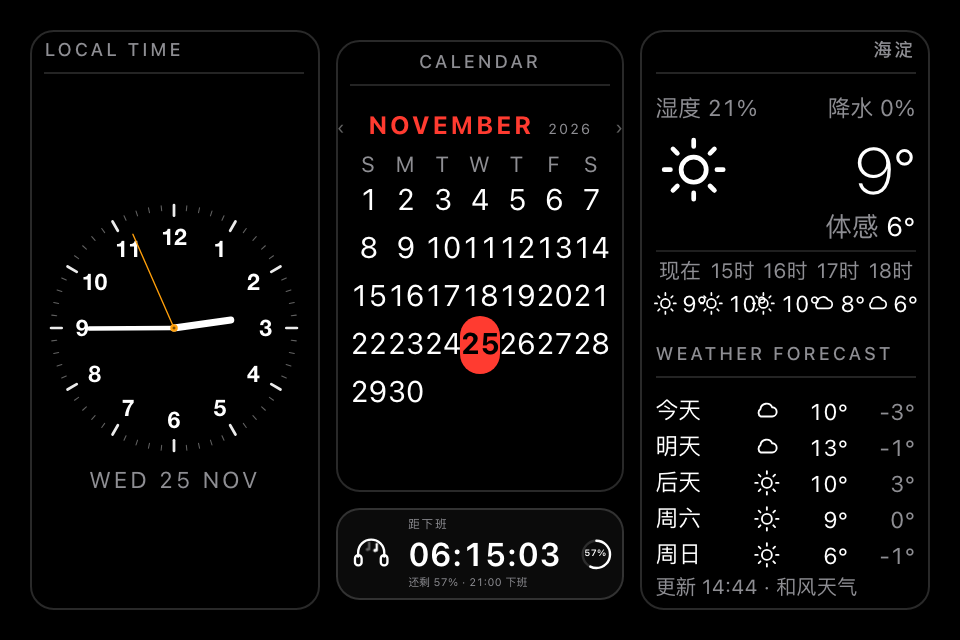 LOCAL TIME
12
1
2
3
4
5
6
7
8
9
10
11
WED 25 NOV
CALENDAR
‹ NOVEMBER 2026 ›
S M T W T F S
1 2 3 4 5 6 7
8 9 10 11 12 13 14
15 16 17 18 19 20 21
22 23 24 25 26 27 28
29 30
距下班
06:15:03
57%
还剩 57% · 21:00 下班
海淀
湿度 21% 降水 0%
9°
体感 6°
现在 15时 16时 17时 18时
9° 10° 10° 8° 6°
WEATHER FORECAST
今天 10° -3°
明天 13° -1°
后天 10° 3°
周六 9° 0°
周日 6° -1°
更新 14:44 · 和风天气